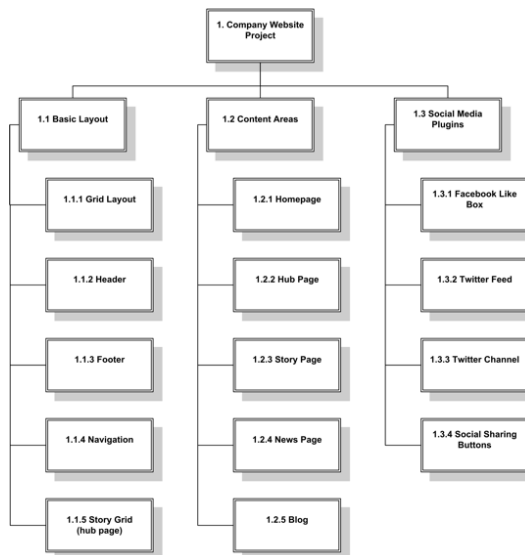 1. Company Website
Project
1.1 Basic Layout
1.1.1 Grid Layout
1.1.2 Header
1.1.3 Footer
1.1.4 Navigation
1.1.5 Story Grid
(hub page)
1.2 Content Areas
1.2.1 Homepage
1.2.2 Hub Page
1.2.3 Story Page
1.2.4 News Page
1.2.5 Blog
1.3 Social Media
Plugins
1.3.1 Facebook Like
Box
1.3.2 Twitter Feed
1.3.3 Twitter Channel
1.3.4 Social Sharing
Buttons